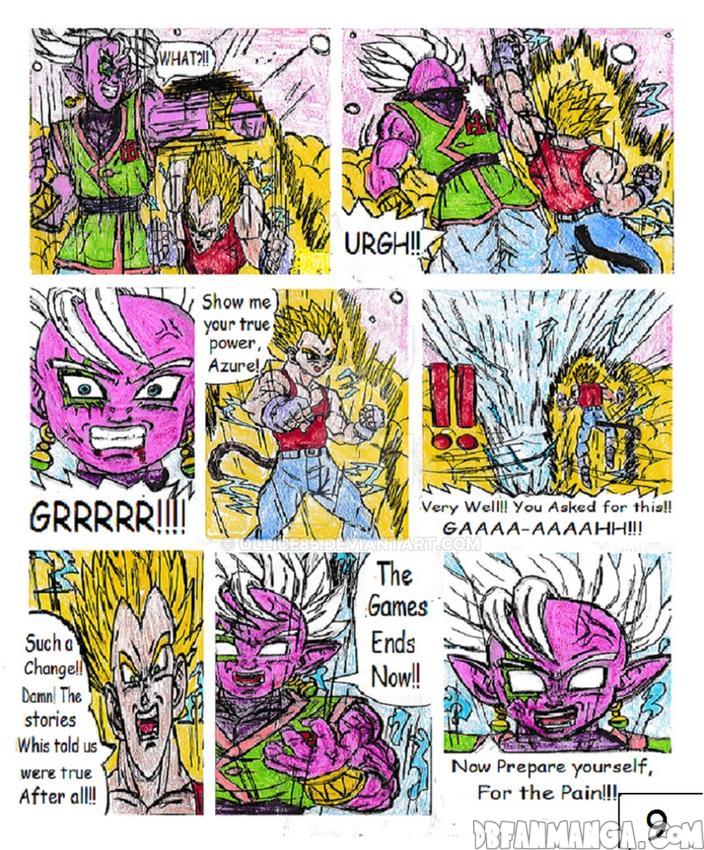 WHAT?!!
URGH!!
GRRRRR!!!!
Show me
your true
power,
Azure!
!!
Very Well!! You Asked for this!!
GAAAA-AAAAHH!!!
Such a
Change!!
Damn! The
stories
Whis told us
were true
After all!!
The
Games
Ends
Now!!
Now Prepare yourself,
For the Pain!!!
9
DBFANMANGA.COM